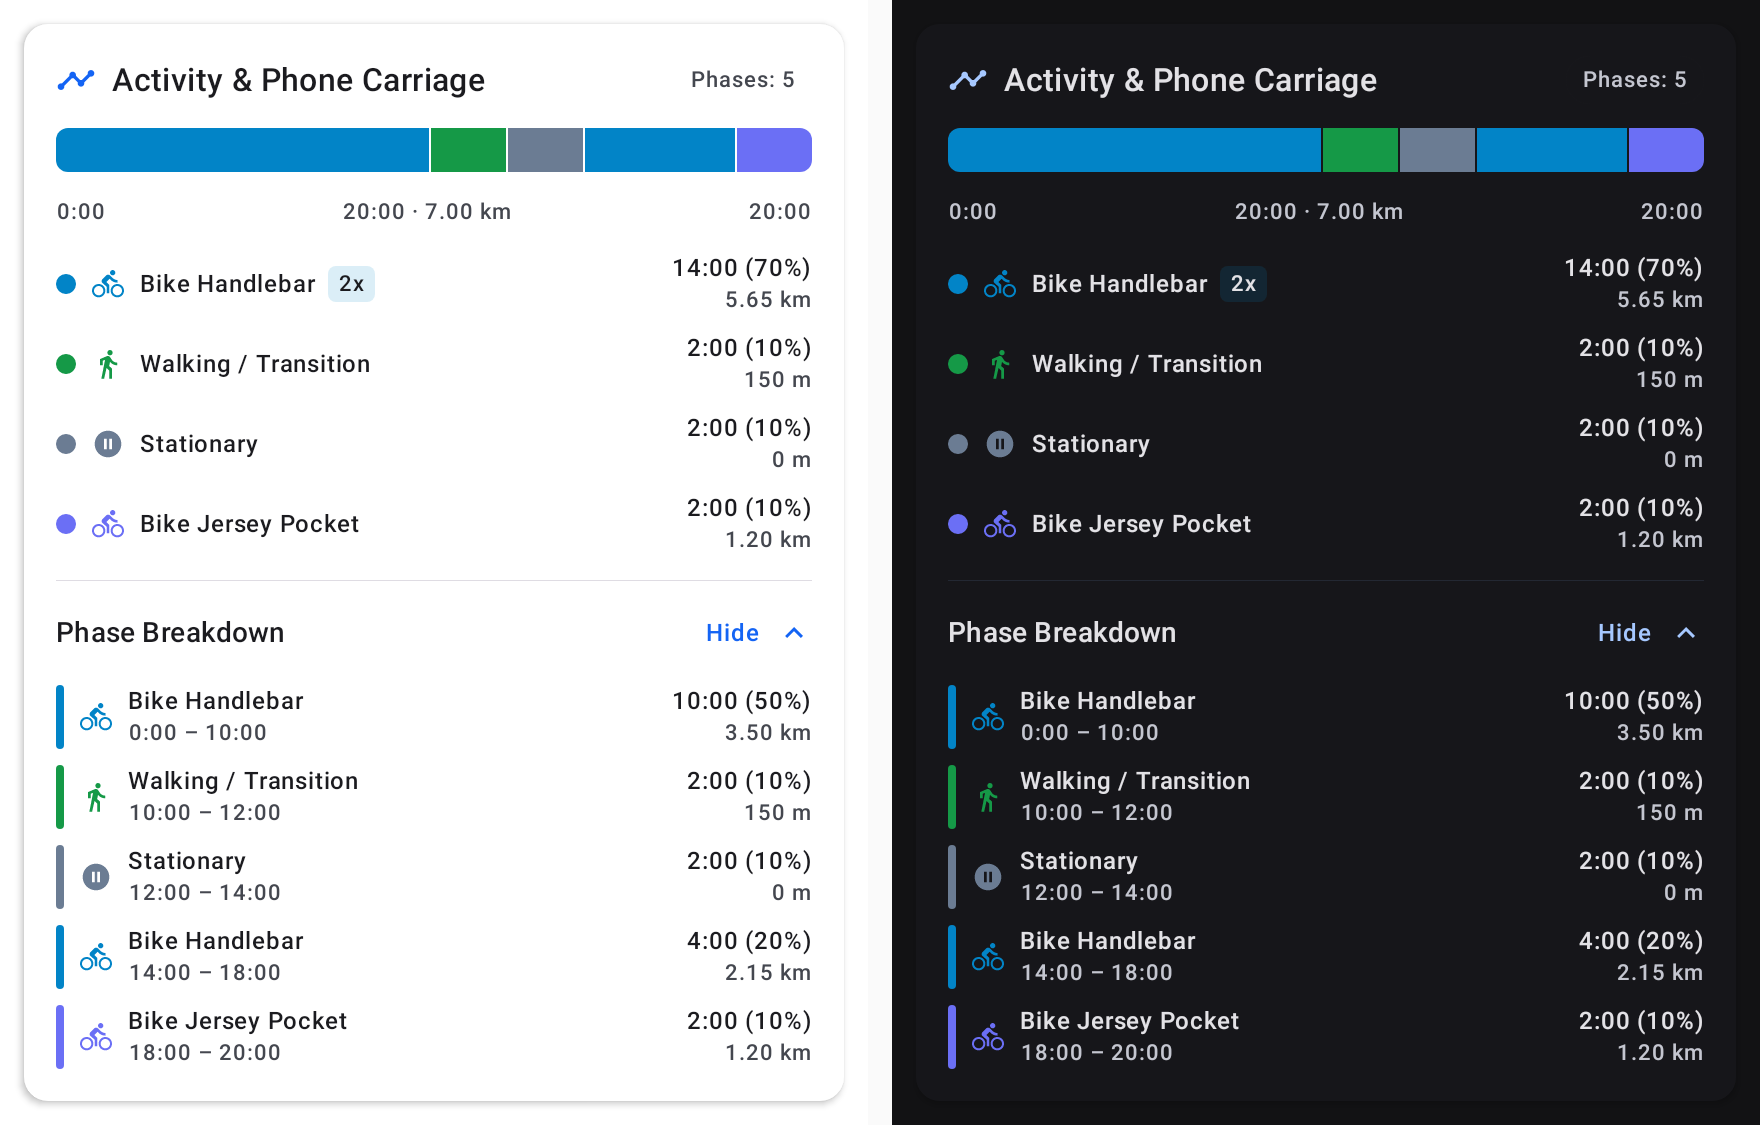 Activity & Phone Carriage
Phases: 5
0:00
20:00 · 7.00 km
20:00
Bike Handlebar 2x
14:00 (70%)
5.65 km
Walking / Transition
2:00 (10%)
150 m
Stationary
2:00 (10%)
0 m
Bike Jersey Pocket
2:00 (10%)
1.20 km
Phase Breakdown
Hide
Bike Handlebar
10:00 (50%)
0:00 – 10:00
3.50 km
Walking / Transition
2:00 (10%)
10:00 – 12:00
150 m
Stationary
2:00 (10%)
12:00 – 14:00
0 m
Bike Handlebar
4:00 (20%)
14:00 – 18:00
2.15 km
Bike Jersey Pocket
2:00 (10%)
18:00 – 20:00
1.20 km
Activity & Phone Carriage
Phases: 5
0:00
20:00 · 7.00 km
20:00
Bike Handlebar 2x
14:00 (70%)
5.65 km
Walking / Transition
2:00 (10%)
150 m
Stationary
2:00 (10%)
0 m
Bike Jersey Pocket
2:00 (10%)
1.20 km
Phase Breakdown
Hide
Bike Handlebar
10:00 (50%)
0:00 – 10:00
3.50 km
Walking / Transition
2:00 (10%)
10:00 – 12:00
150 m
Stationary
2:00 (10%)
12:00 – 14:00
0 m
Bike Handlebar
4:00 (20%)
14:00 – 18:00
2.15 km
Bike Jersey Pocket
2:00 (10%)
18:00 – 20:00
1.20 km